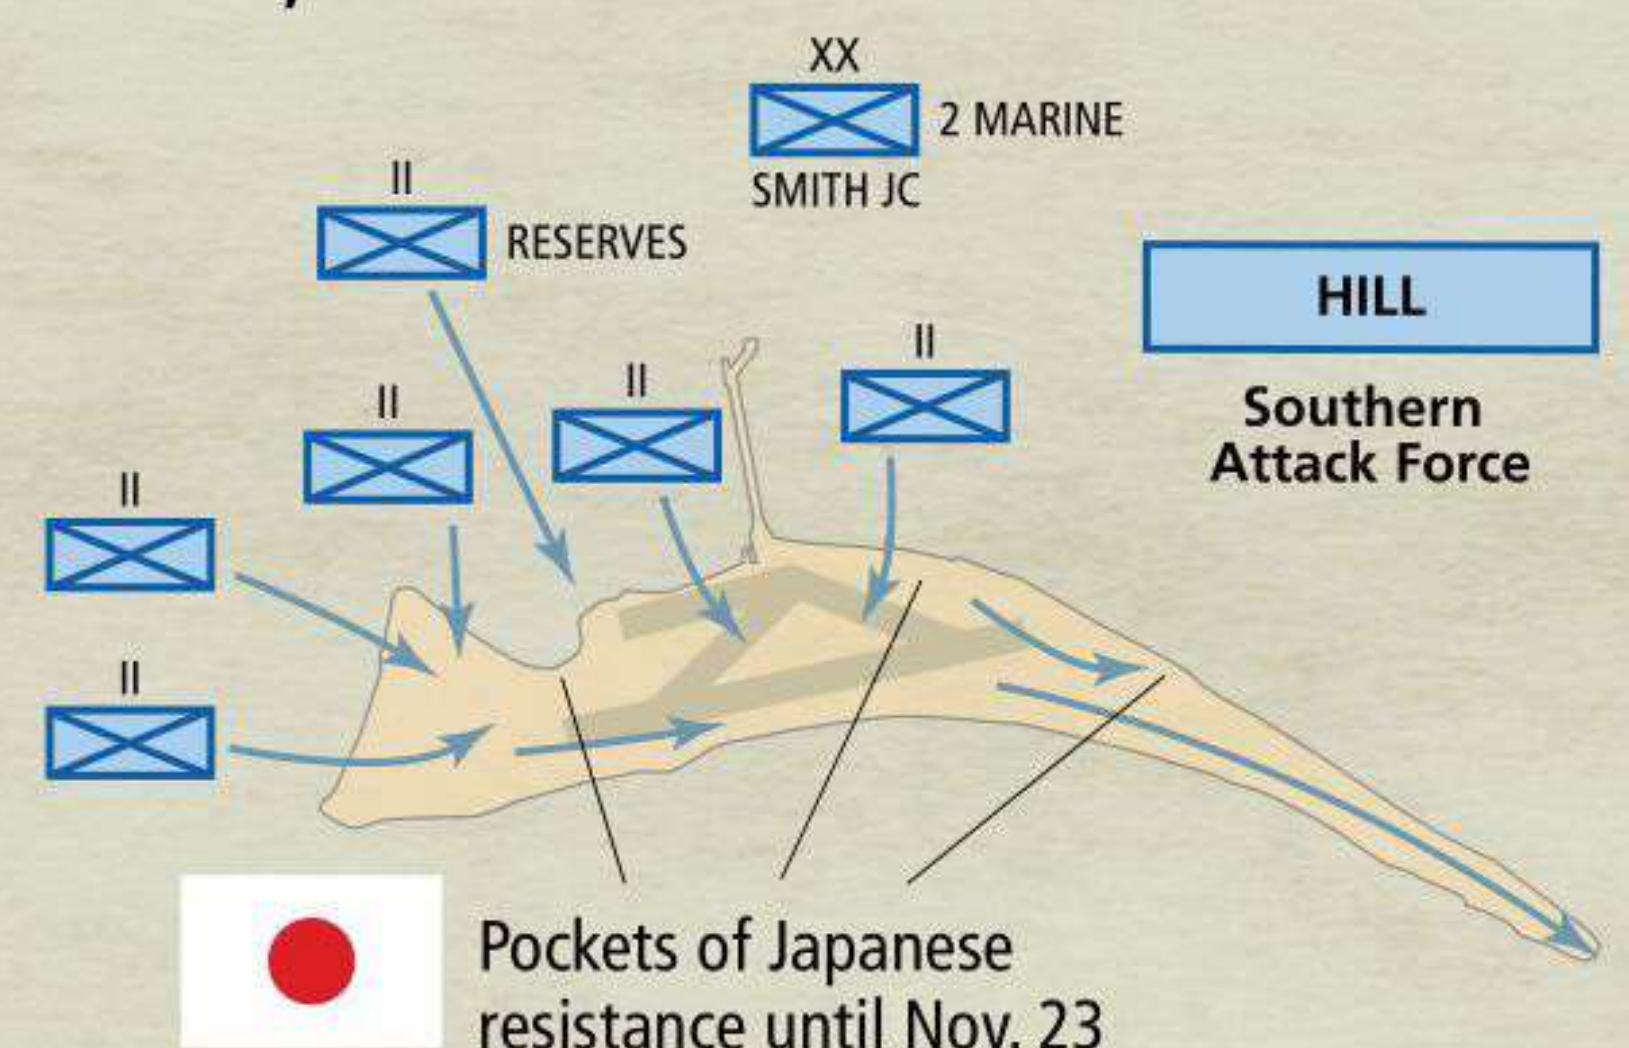 XX
2 MARINE
SMITH JC
II
RESERVES
HILL
II
II
II
Southern
Attack Force
II
II
Pockets of Japanese
resistance until Nov. 23